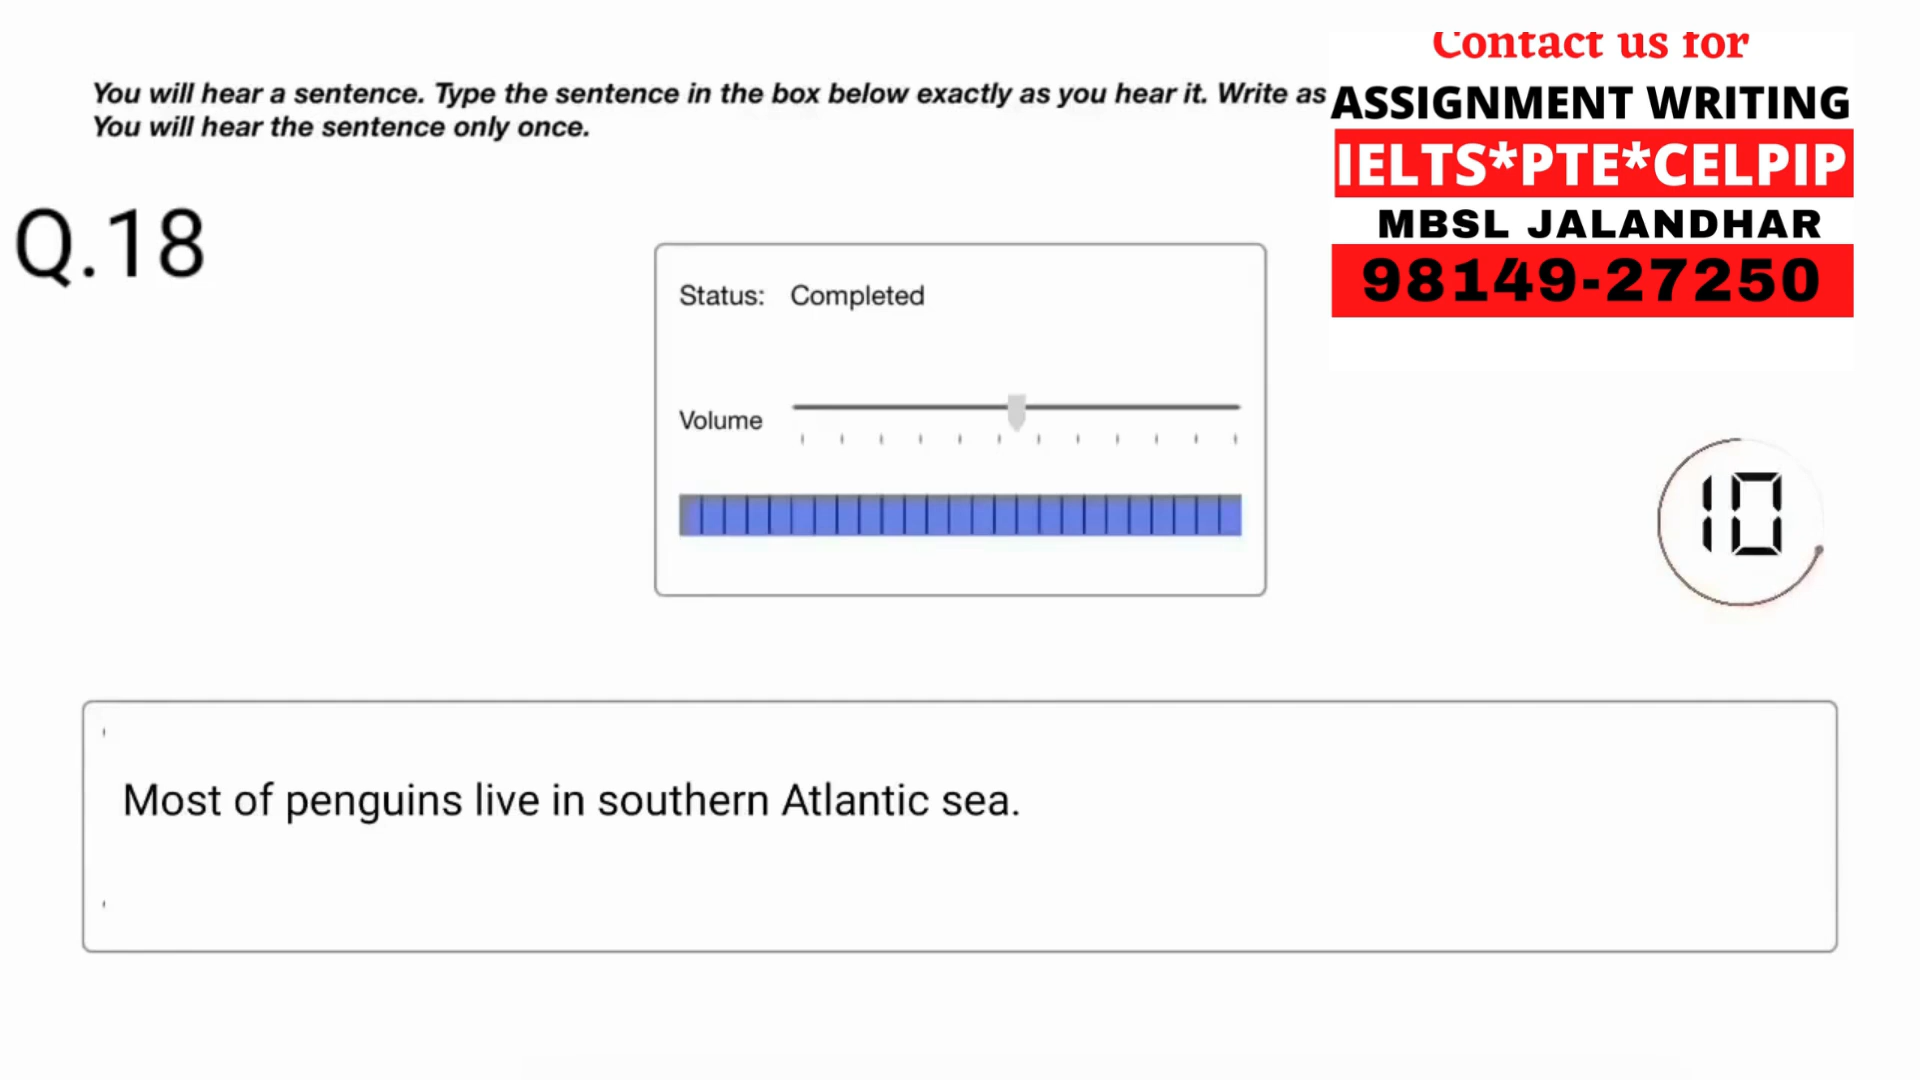 Contact us for
You will hear a sentence. Type the sentence in the box below exactly as you hear it. Write as
ASSIGNMENT WRITING
You will hear the sentence only once.
IELTS*PTE*CELPIP
MBSL JALANDHAR
98149-27250
Q.18
Status: Completed
Volume
10
Most of penguins live in southern Atlantic sea.